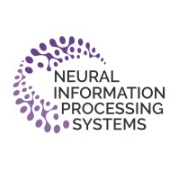 NEURAL
INFORMATION
PROCESSING
SYSTEMS